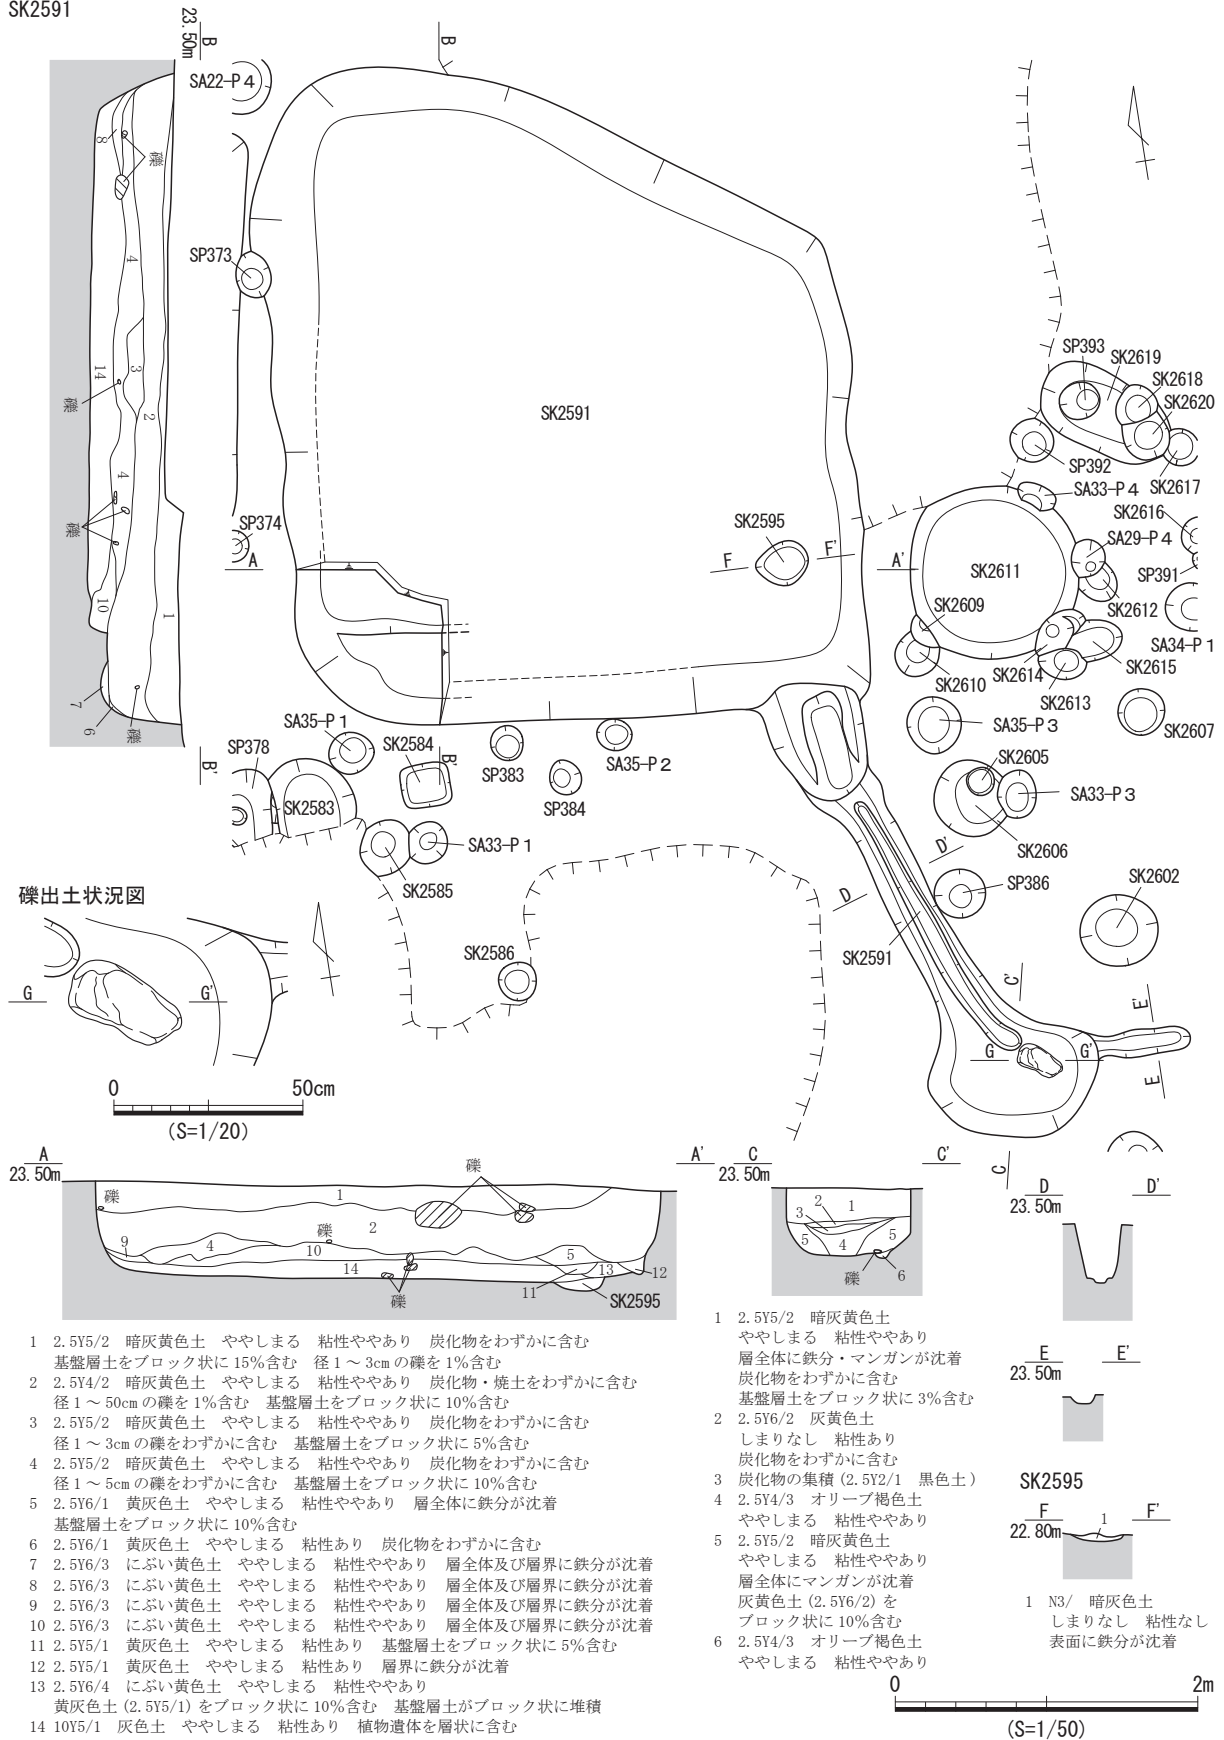 SK2591
B
23.50m
B
SA22-P4
8
礫
SP373
4
SP393
SK2619
SK2618
SK2620
14
3
礫
2
SK2591
SP392
SK2617
4
SA33-P4
SK2616
礫
SP374
SK2595
SA29-P4
A
F
F'
A'
SK2611
SP391
10
1
SK2609
SK2612
SA34-P1
SK2614
SK2615
SK2610
SK2613
7
6
礫
SA35-P1
SA35-P3
SK2607
SP378
SK2584
B'
B'
SP383
SA35-P2
SK2605
SK2583
SP384
SA33-P3
SA33-P1
D'
SK2606
SK2585
D
SP386
SK2602
礫出土状況図
SK2586
SK2591
C'
E'
G
G'
G
G'
E
0 50cm
(S=1/20)
C
A
23.50m
A'
礫
礫
1
2
礫
9
4
10
5
14
13
12
11
礫
SK2595
C
23.50m
C'
2
1
3
5
4
5
6
礫
D
23.50m
D'
E
23.50m
E'
SK2595
F
22.80m
F'
1
1 N3/ 暗灰色土
しまりなし 粘性なし
表面に鉄分が沈着
1 2.5Y5/2 暗灰黄色土 ややしまる 粘性ややあり 炭化物をわずかに含む
基盤層土をブロック状に15%含む 径1～3cmの礫を1%含む
2 2.5Y4/2 暗灰黄色土 ややしまる 粘性ややあり 炭化物・焼土をわずかに含む
径1～50cmの礫を1%含む 基盤層土をブロック状に10%含む
3 2.5Y5/2 暗灰黄色土 ややしまる 粘性ややあり 炭化物をわずかに含む
径1～3cmの礫をわずかに含む 基盤層土をブロック状に5%含む
4 2.5Y5/2 暗灰黄色土 ややしまる 粘性ややあり 炭化物をわずかに含む
径1～5cmの礫をわずかに含む 基盤層土をブロック状に10%含む
5 2.5Y6/1 黄灰色土 ややしまる 粘性ややあり 層全体に鉄分が沈着
基盤層土をブロック状に10%含む
6 2.5Y6/1 黄灰色土 ややしまる 粘性あり 炭化物をわずかに含む
7 2.5Y6/3 にぶい黄色土 ややしまる 粘性ややあり 層全体及び層界に鉄分が沈着
8 2.5Y6/3 にぶい黄色土 ややしまる 粘性ややあり 層全体及び層界に鉄分が沈着
9 2.5Y6/3 にぶい黄色土 ややしまる 粘性ややあり 層全体及び層界に鉄分が沈着
10 2.5Y6/3 にぶい黄色土 ややしまる 粘性ややあり 層全体及び層界に鉄分が沈着
11 2.5Y5/1 黄灰色土 ややしまる 粘性あり 基盤層土をブロック状に5%含む
12 2.5Y5/1 黄灰色土 ややしまる 粘性あり 層界に鉄分が沈着
13 2.5Y6/4 にぶい黄色土 ややしまる 粘性ややあり
黄灰色土(2.5Y5/1)をブロック状に10%含む 基盤層土がブロック状に堆積
14 10Y5/1 灰色土 ややしまる 粘性あり 植物遺体を層状に含む
1 2.5Y5/2 暗灰黄色土
ややしまる 粘性ややあり
層全体に鉄分・マンガンが沈着
炭化物をわずかに含む
基盤層土をブロック状に3%含む
2 2.5Y6/2 灰黄色土
しまりなし 粘性あり
炭化物をわずかに含む
3 炭化物の集積(2.5Y2/1 黒色土)
4 2.5Y4/3 オリーブ褐色土
ややしまる 粘性ややあり
5 2.5Y5/2 暗灰黄色土
ややしまる 粘性ややあり
層全体にマンガンが沈着
灰黄色土(2.5Y6/2)を
ブロック状に10%含む
6 2.5Y4/3 オリーブ褐色土
ややしまる 粘性ややあり
0 2m
(S=1/50)